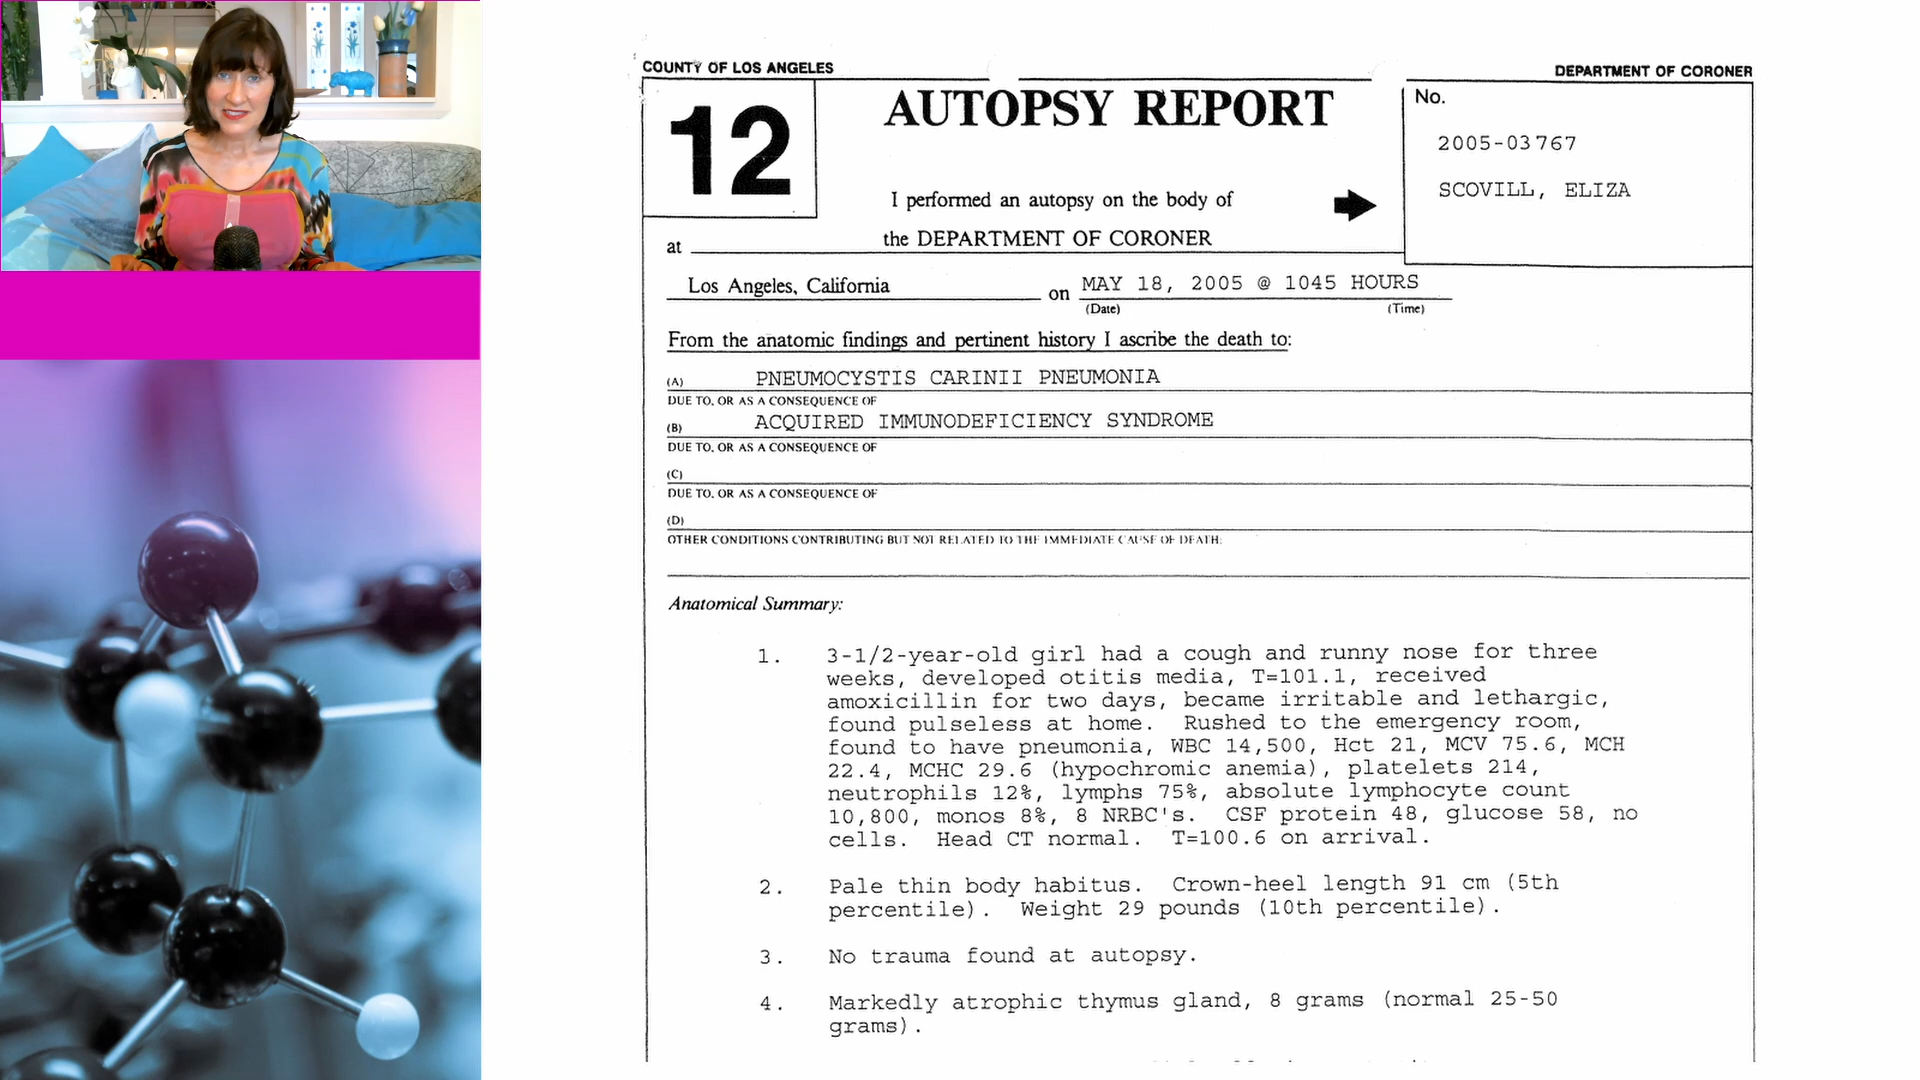 COUNTY OF LOS ANGELES
DEPARTMENT OF CORONER
12
AUTOPSY REPORT
No.
2005-03767
SCOVILL, ELIZA
I performed an autopsy on the body of
at
the DEPARTMENT OF CORONER
Los Angeles, California
on
MAY 18, 2005 @ 1045 HOURS
(Date)
(Time)
From the anatomic findings and pertinent history I ascribe the death to:
(A) PNEUMOCYSTIS CARINII PNEUMONIA
DUE TO, OR AS A CONSEQUENCE OF
(B) ACQUIRED IMMUNODEFICIENCY SYNDROME
DUE TO, OR AS A CONSEQUENCE OF
(C)
DUE TO, OR AS A CONSEQUENCE OF
(D)
OTHER CONDITIONS CONTRIBUTING BUT NOT RELATED TO THE IMMEDIATE CAUSE OF DEATH:
Anatomical Summary:
1. 3-1/2-year-old girl had a cough and runny nose for three
weeks, developed otitis media, T=101.1, received
amoxicillin for two days, became irritable and lethargic,
found pulseless at home. Rushed to the emergency room,
found to have pneumonia, WBC 14,500, Hct 21, MCV 75.6, MCH
22.4, MCHC 29.6 (hypochromic anemia), platelets 214,
neutrophils 12%, lymphs 75%, absolute lymphocyte count
10,800, monos 8%, 8 NRBC's. CSF protein 48, glucose 58, no
cells. Head CT normal. T=100.6 on arrival.
2. Pale thin body habitus. Crown-heel length 91 cm (5th
percentile). Weight 29 pounds (10th percentile).
3. No trauma found at autopsy.
4. Markedly atrophic thymus gland, 8 grams (normal 25-50
grams).